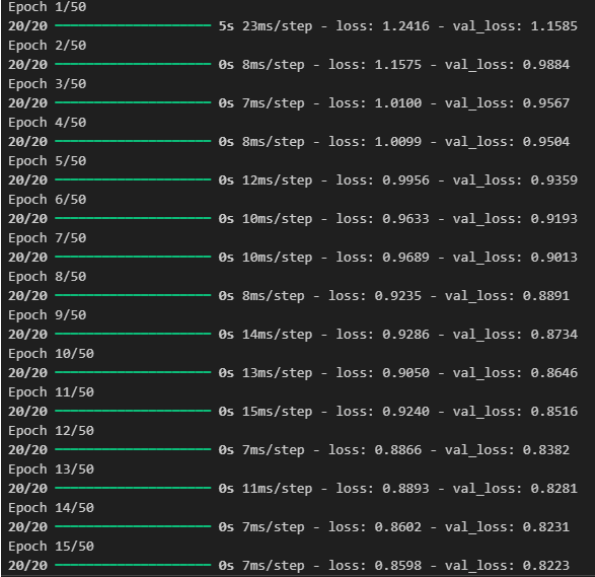 Epoch 1/50
20/20 ━━━━━━━━━━━━━━━━━━━━ 5s 23ms/step - loss: 1.2416 - val_loss: 1.1585
Epoch 2/50
20/20 ━━━━━━━━━━━━━━━━━━━━ 0s 8ms/step - loss: 1.1575 - val_loss: 0.9884
Epoch 3/50
20/20 ━━━━━━━━━━━━━━━━━━━━ 0s 7ms/step - loss: 1.0100 - val_loss: 0.9567
Epoch 4/50
20/20 ━━━━━━━━━━━━━━━━━━━━ 0s 8ms/step - loss: 1.0099 - val_loss: 0.9504
Epoch 5/50
20/20 ━━━━━━━━━━━━━━━━━━━━ 0s 12ms/step - loss: 0.9956 - val_loss: 0.9359
Epoch 6/50
20/20 ━━━━━━━━━━━━━━━━━━━━ 0s 10ms/step - loss: 0.9633 - val_loss: 0.9193
Epoch 7/50
20/20 ━━━━━━━━━━━━━━━━━━━━ 0s 10ms/step - loss: 0.9689 - val_loss: 0.9013
Epoch 8/50
20/20 ━━━━━━━━━━━━━━━━━━━━ 0s 8ms/step - loss: 0.9235 - val_loss: 0.8891
Epoch 9/50
20/20 ━━━━━━━━━━━━━━━━━━━━ 0s 14ms/step - loss: 0.9286 - val_loss: 0.8734
Epoch 10/50
20/20 ━━━━━━━━━━━━━━━━━━━━ 0s 13ms/step - loss: 0.9050 - val_loss: 0.8646
Epoch 11/50
20/20 ━━━━━━━━━━━━━━━━━━━━ 0s 15ms/step - loss: 0.9240 - val_loss: 0.8516
Epoch 12/50
20/20 ━━━━━━━━━━━━━━━━━━━━ 0s 7ms/step - loss: 0.8866 - val_loss: 0.8382
Epoch 13/50
20/20 ━━━━━━━━━━━━━━━━━━━━ 0s 11ms/step - loss: 0.8893 - val_loss: 0.8281
Epoch 14/50
20/20 ━━━━━━━━━━━━━━━━━━━━ 0s 7ms/step - loss: 0.8602 - val_loss: 0.8231
Epoch 15/50
20/20 ━━━━━━━━━━━━━━━━━━━━ 0s 7ms/step - loss: 0.8598 - val_loss: 0.8223